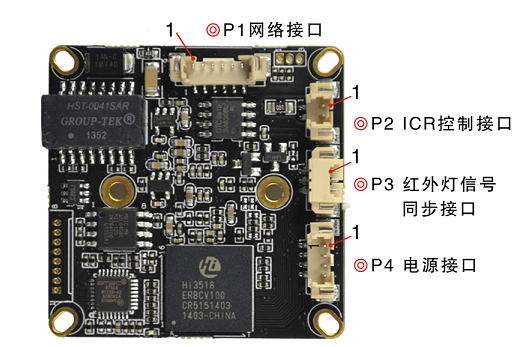 1
◎P1网络接口
HST-0041SAR
GROUP-TEK®
1352
1
◎P2 ICR控制接口
1
◎P3 红外灯信号
同步接口
1
1
◎P4 电源接口
Hi3518
ERBCV100
CR5151403
1403-CHINA